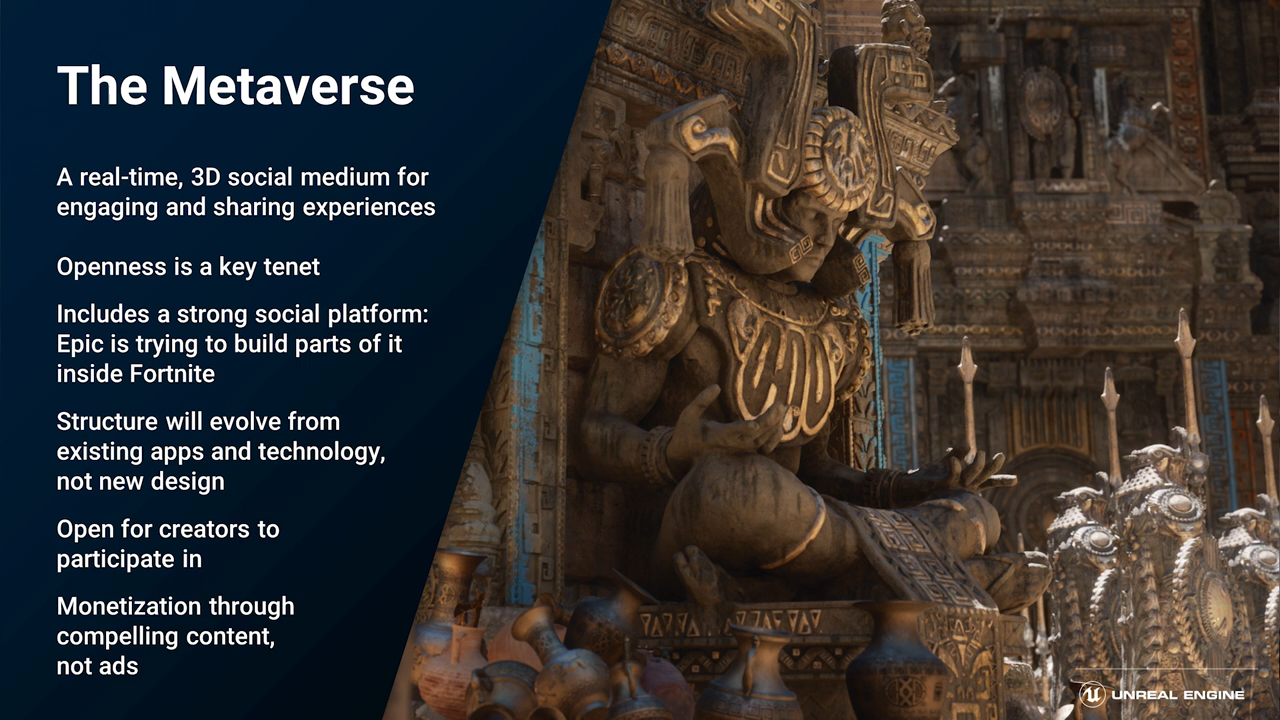 The Metaverse
A real-time, 3D social medium for
engaging and sharing experiences
Openness is a key tenet
Includes a strong social platform:
Epic is trying to build parts of it
inside Fortnite
Structure will evolve from
existing apps and technology,
not new design
Open for creators to
participate in
Monetization through
compelling content,
not ads
UNREAL ENGINE